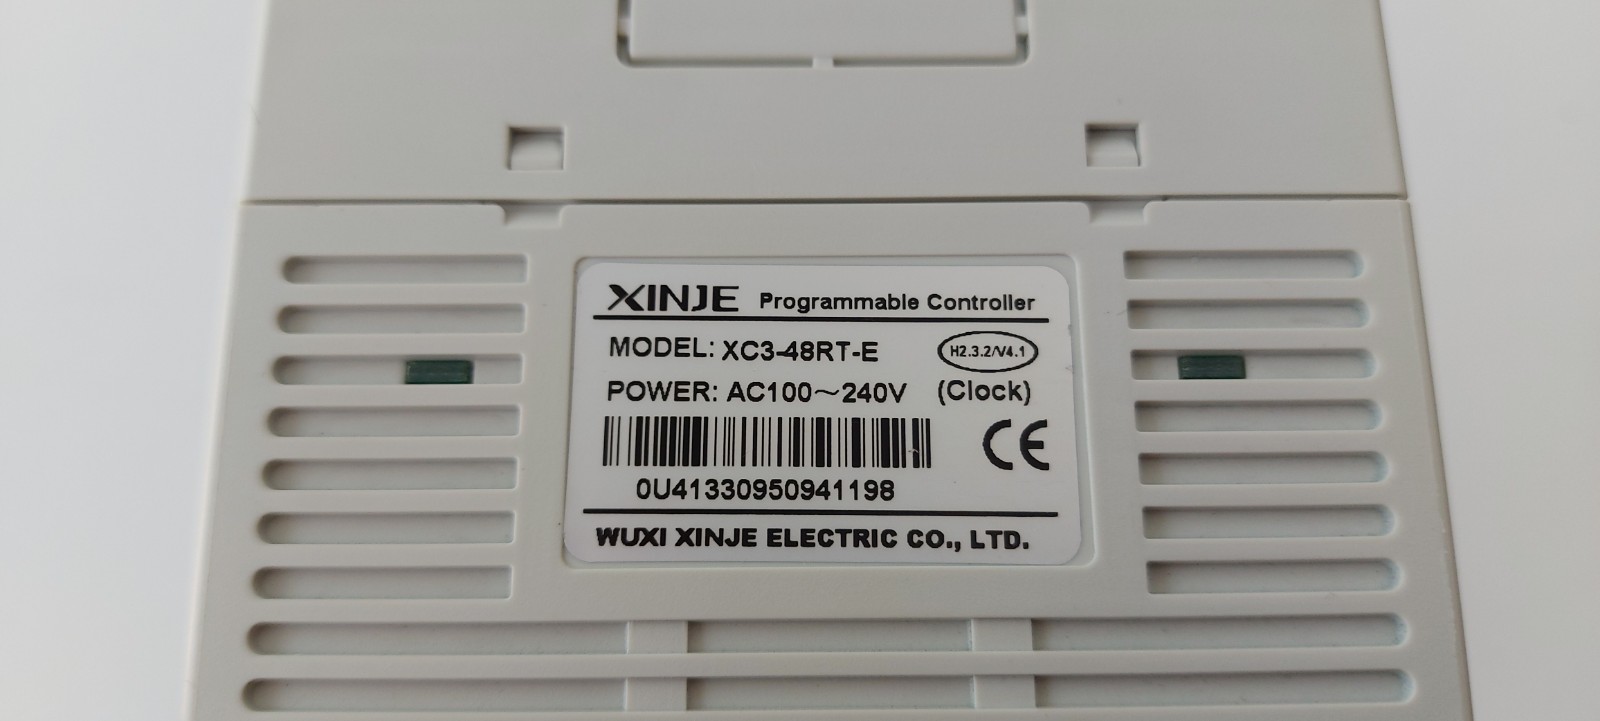 XINJE Programmable Controller
MODEL: XC3-48RT-E H2.3.2/V4.1
POWER: AC100~240V (Clock)
CE
0U41330950941198
WUXI XINJE ELECTRIC CO., LTD.